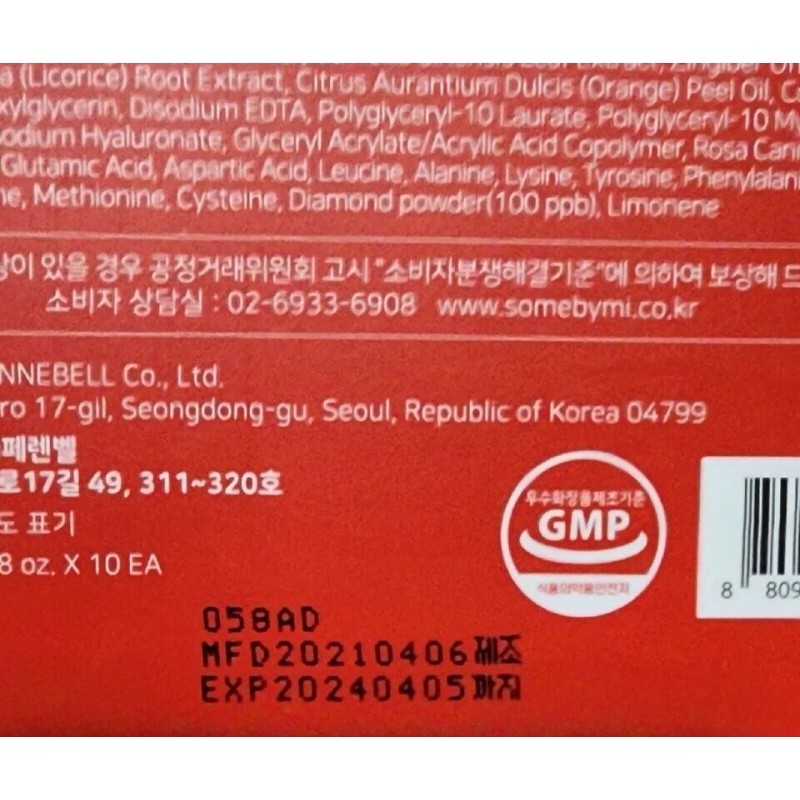 a (Licorice) Root Extract, Citrus Aurantium Dulcis (Orange) Peel Oil,
xylglycerin, Disodium EDTA, Polyglyceryl-10 Laurate, Polyglyceryl-10 My
odium Hyaluronate, Glyceryl Acrylate/Acrylic Acid Copolymer, Rosa Can
Glutamic Acid, Aspartic Acid, Leucine, Alanine, Lysine, Tyrosine, Phenylalani
ne, Methionine, Cysteine, Diamond powder(100 ppb), Limonene
상이 있을 경우 공정거래위원회 고시 "소비자분쟁해결기준"에 의하여 보상해 드
소비자 상담실 : 02-6933-6908 www.somebymi.co.kr
NNEBELL Co., Ltd.
ro 17-gil, Seongdong-gu, Seoul, Republic of Korea 04799
페렌벨
로17길 49, 311~320호
도 표기
8 oz. X 10 EA
우수화장품제조기준
GMP
식품의약품안전처
8 809
058AD
MFD20210406제조
EXP20240405까지